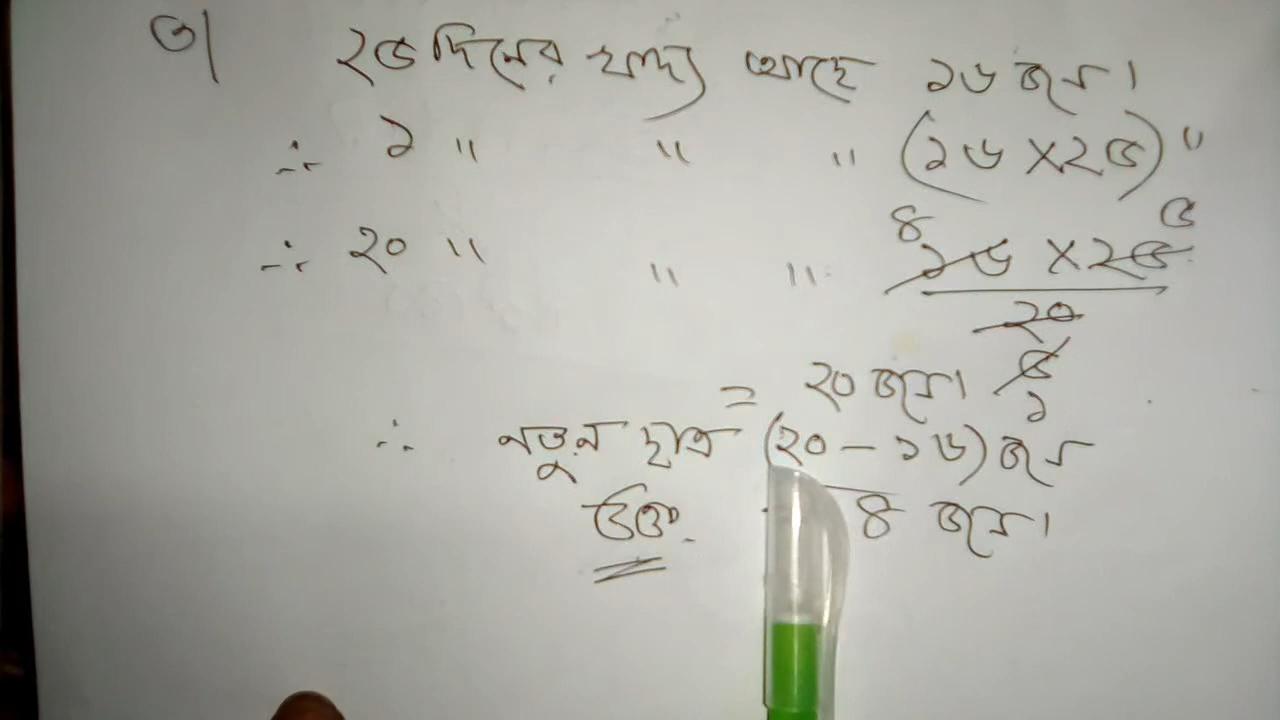 ৩। ২৫ দিনের খাদ্য আছে ১৬ জনের।
∴ ১ " " " (১৬ × ২৫) "
∴ ২০ " " " ১৬ × ২৫
৪ ৫
২০
৫
১
= ২০ জনের।
∴ নতুন ছাত্র (২০ - ১৬) জন
উত্তর ৪ জন।